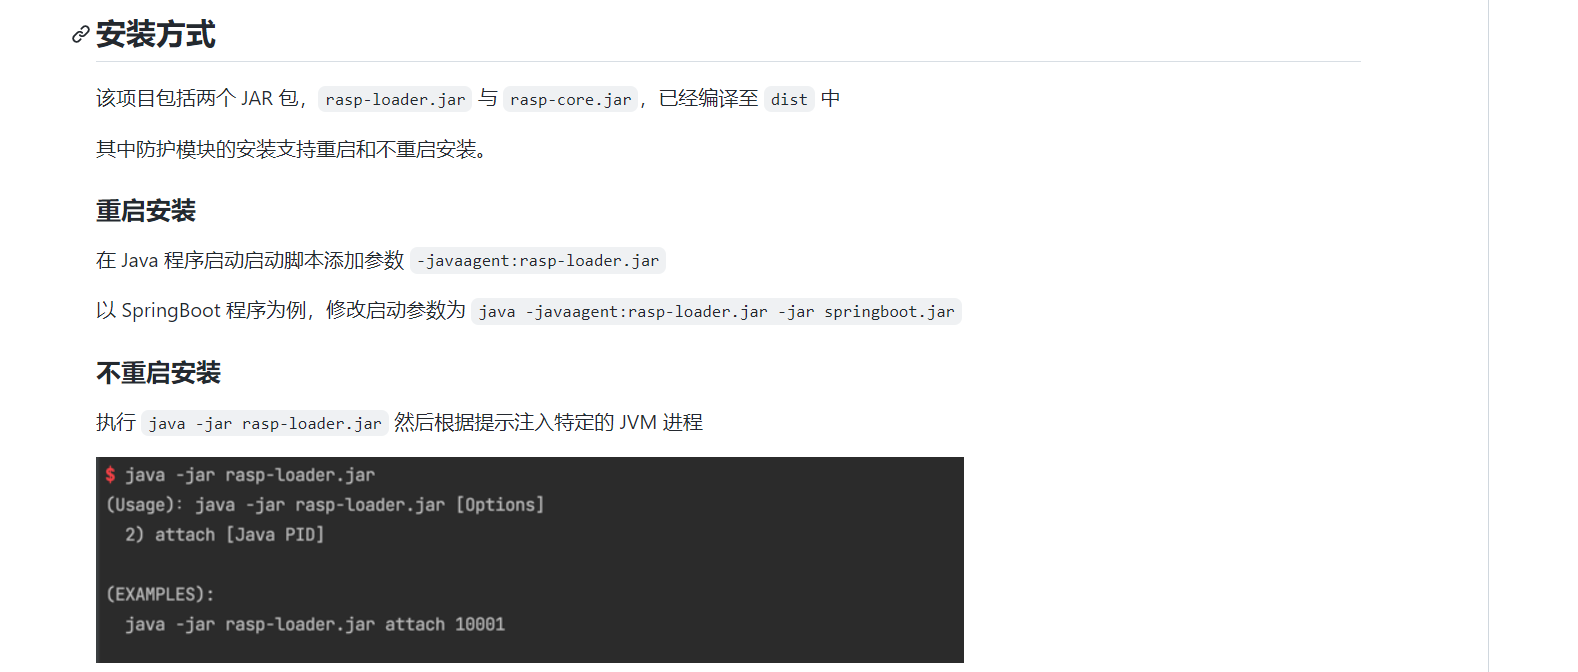 安装方式
该项目包括两个 JAR 包，rasp-loader.jar 与 rasp-core.jar，已经编译至 dist 中
其中防护模块的安装支持重启和不重启安装。
重启安装
在 Java 程序启动启动脚本添加参数 -javaagent:rasp-loader.jar
以 SpringBoot 程序为例，修改启动参数为 java -javaagent:rasp-loader.jar -jar springboot.jar
不重启安装
执行 java -jar rasp-loader.jar 然后根据提示注入特定的 JVM 进程
$ java -jar rasp-loader.jar
(Usage): java -jar rasp-loader.jar [Options]
2) attach [Java PID]
(EXAMPLES):
java -jar rasp-loader.jar attach 10001